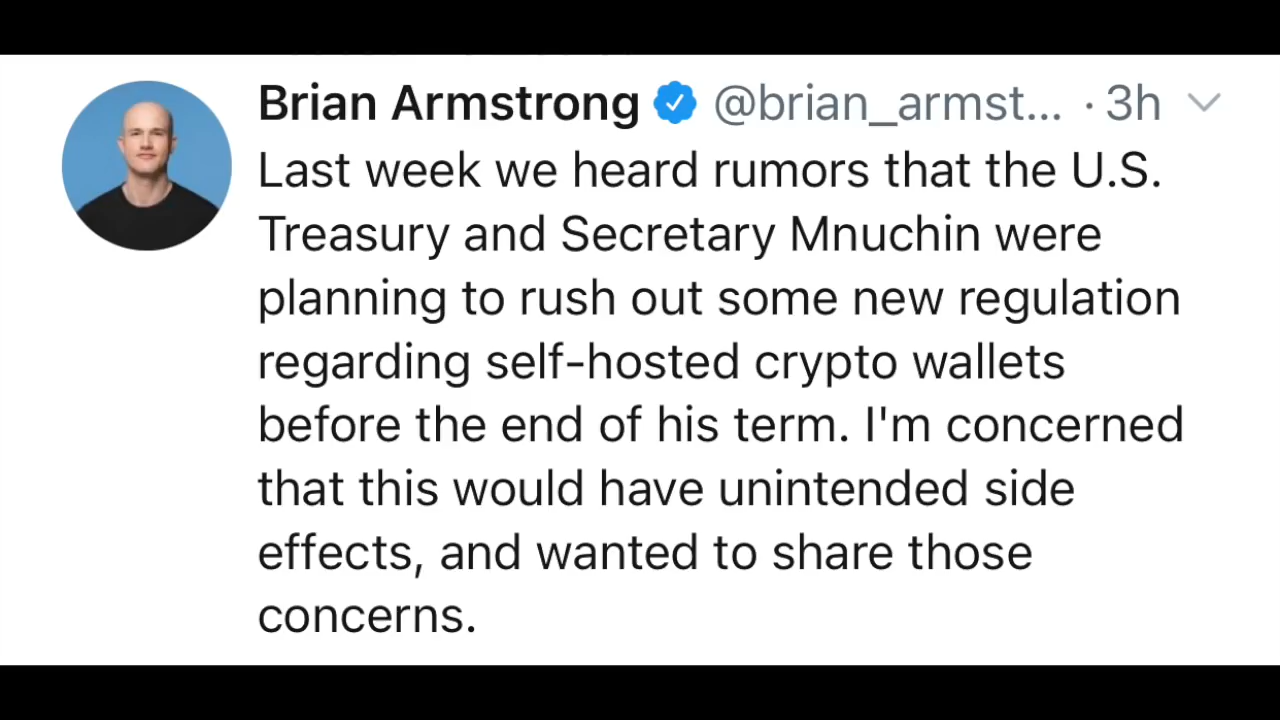 Brian Armstrong @brian_armst... · 3h
Last week we heard rumors that the U.S.
Treasury and Secretary Mnuchin were
planning to rush out some new regulation
regarding self-hosted crypto wallets
before the end of his term. I'm concerned
that this would have unintended side
effects, and wanted to share those
concerns.